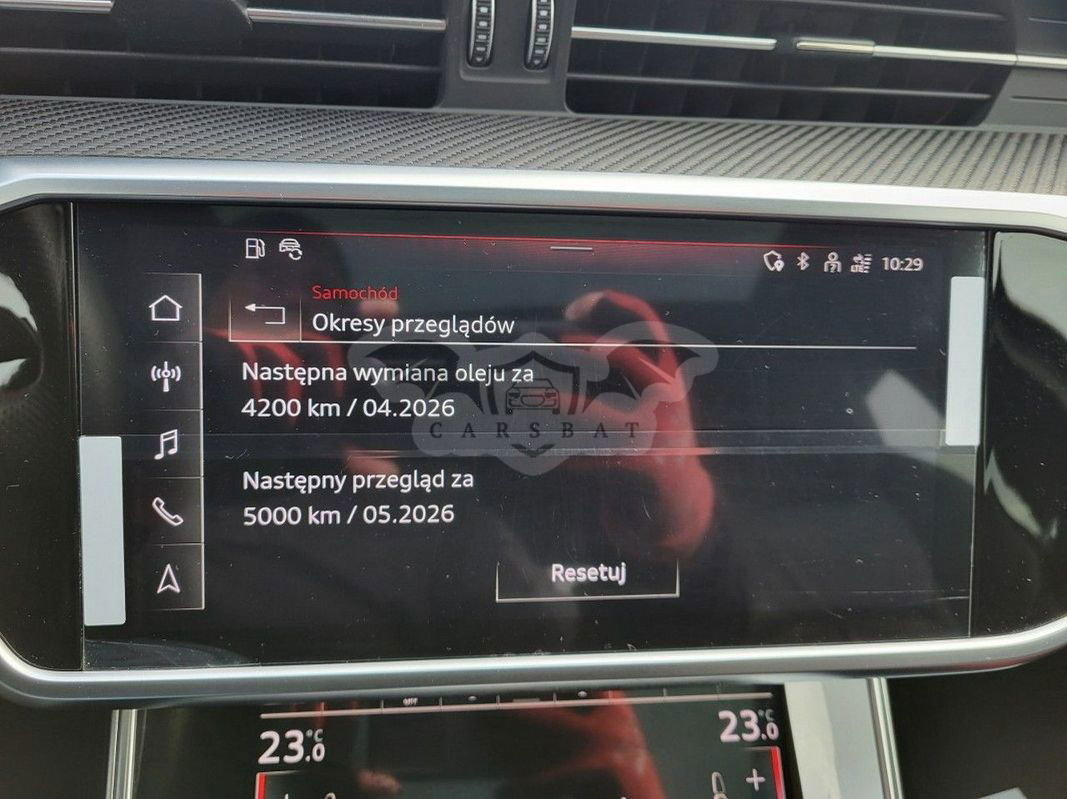 10:29
Samochód
Okresy przeglądów
Następna wymiana oleju za
4200 km / 04.2026
CARSBAT
Następny przegląd za
5000 km / 05.2026
Resetuj
OFF
23.0 °C
23.0 °C
+